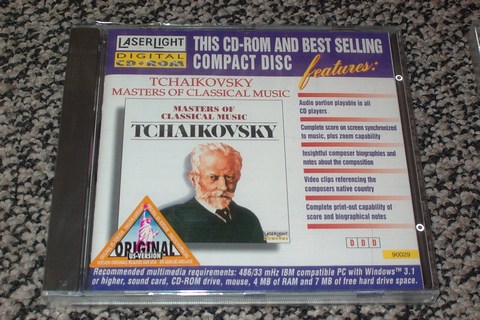 LASERLIGHT
DIGITAL
CD-ROM
THIS CD-ROM AND BEST SELLING
COMPACT DISC
features:
TCHAIKOVSKY
MASTERS OF CLASSICAL MUSIC
MASTERS OF
CLASSICAL MUSIC
TCHAIKOVSKY
LASERLIGHT
Audio portion playable in all
CD players
Complete score on screen synchronized
to music, plus zoom capability
Insightful composer biographies and
notes about the composition
Video clips referencing the
composers native country
Complete print-out capability of
score and biographical notes
D D D
90029
ORIGINAL
US-VERSION
Recommended multimedia requirements: 486/33 mHz IBM compatible PC with Windows™ 3.1
or higher, sound card, CD-ROM drive, mouse, 4 MB of RAM and 7 MB of free hard drive space.